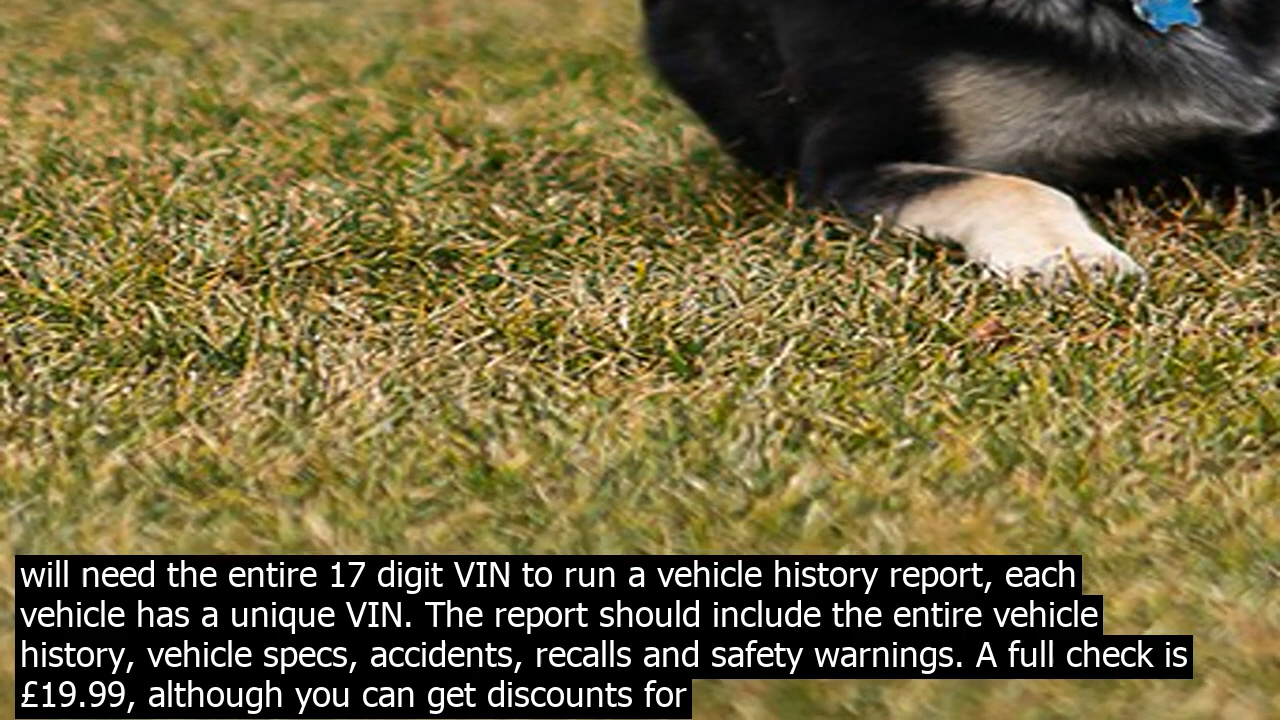 will need the entire 17 digit VIN to run a vehicle history report, each
vehicle has a unique VIN. The report should include the entire vehicle
history, vehicle specs, accidents, recalls and safety warnings. A full check is
£19.99, although you can get discounts for